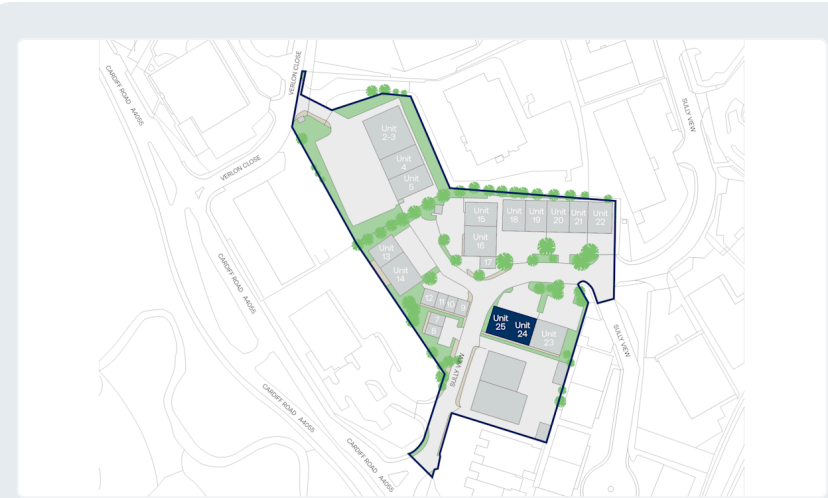 VERLON CLOSE
CARDIFF ROAD A4055
SULLY VIEW
VERLON CLOSE
Unit
2-3
Unit
4
Unit
5
Unit
15
Unit
18
Unit
19
Unit
20
Unit
21
Unit
22
Unit
16
17
Unit
13
Unit
14
12
11
10
9
7
8
Unit
25
Unit
24
Unit
23
CARDIFF ROAD A4055
SULLY VIEW
SULLY VIEW
CARDIFF ROAD A4055
CARDIFF ROAD A4055